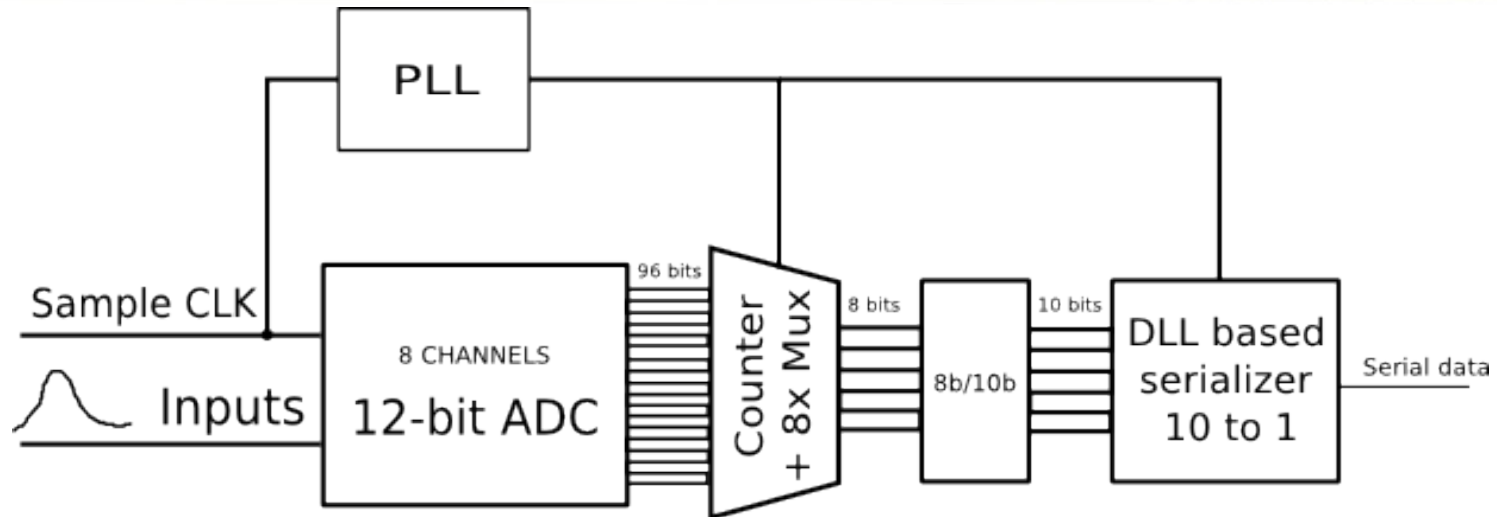 PLL
Sample CLK
Inputs
8 CHANNELS
12-bit ADC
96 bits
Counter
+ 8x Mux
8 bits
8b/10b
10 bits
DLL based
serializer
10 to 1
Serial data